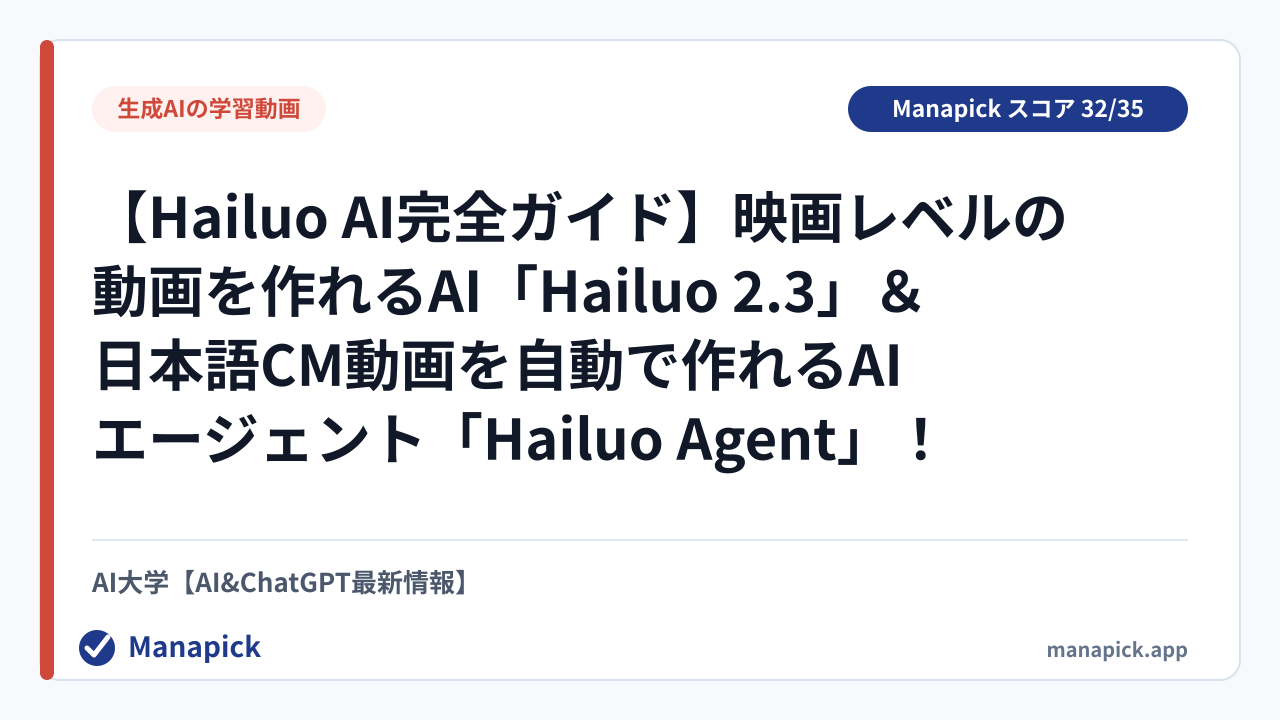 生成AIの学習動画
Manapick スコア 32/35
【Hailuo AI完全ガイド】映画レベルの
動画を作れるAI「Hailuo 2.3」&
日本語CM動画を自動で作れるAI
エージェント「Hailuo Agent」！
AI大学【AI&ChatGPT最新情報】
Manapick
manapick.app